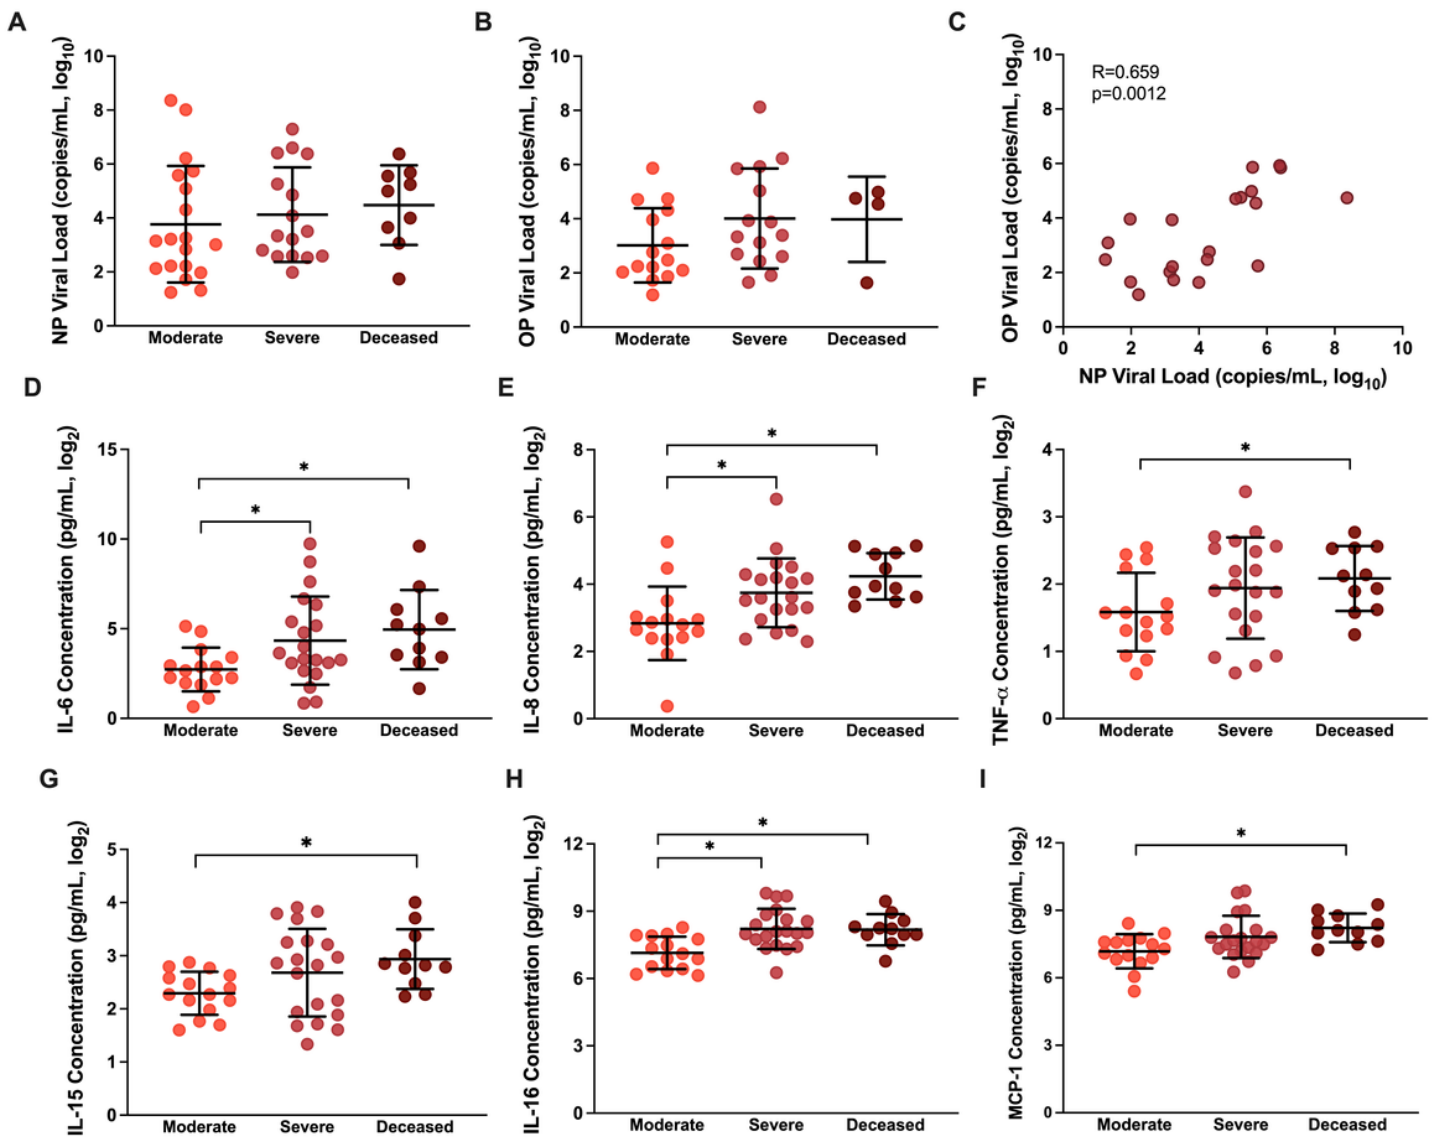 A
NP Viral Load (copies/mL, log10)
10
8
6
4
2
0
Moderate Severe Deceased
B
OP Viral Load (copies/mL, log10)
10
8
6
4
2
0
Moderate Severe Deceased
C
OP Viral Load (copies/mL, log10)
R=0.659
p=0.0012
10
8
6
4
2
0
0 2 4 6 8 10
NP Viral Load (copies/mL, log10)
D
IL-6 Concentration (pg/mL, log2)
15
10
5
0
*
*
Moderate Severe Deceased
E
IL-8 Concentration (pg/mL, log2)
8
6
4
2
0
*
*
Moderate Severe Deceased
F
TNF-α Concentration (pg/mL, log2)
4
3
2
1
0
*
Moderate Severe Deceased
G
IL-15 Concentration (pg/mL, log2)
5
4
3
2
1
0
*
Moderate Severe Deceased
H
IL-16 Concentration (pg/mL, log2)
12
9
6
3
0
*
*
Moderate Severe Deceased
I
MCP-1 Concentration (pg/mL, log2)
12
9
6
3
0
*
Moderate Severe Deceased